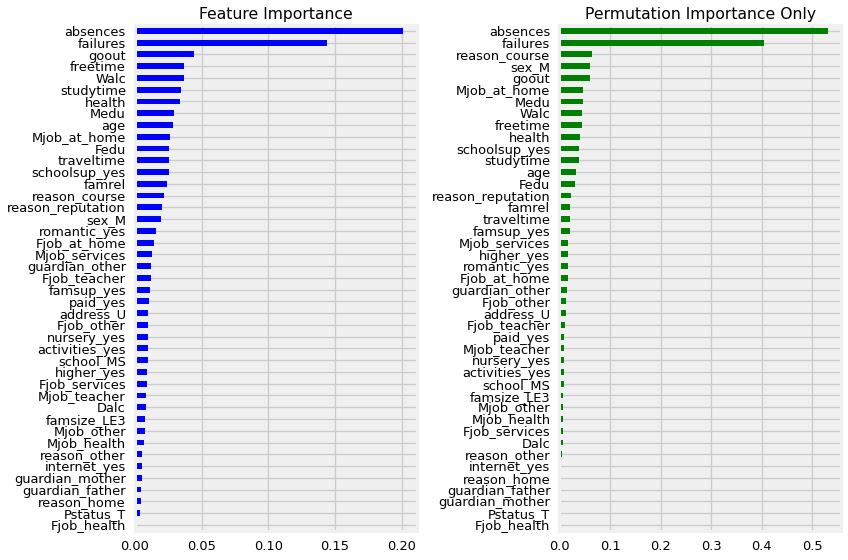 Feature Importance
absences
failures
goout
freetime
Walc
studytime
health
Medu
age
Mjob_at_home
Fedu
traveltime
schoolsup_yes
famrel
reason_course
reason_reputation
sex_M
romantic_yes
Fjob_at_home
Mjob_services
guardian_other
Fjob_teacher
famsup_yes
paid_yes
address_U
Fjob_other
nursery_yes
activities_yes
school_MS
higher_yes
Fjob_services
Mjob_teacher
Dalc
famsize_LE3
Mjob_other
Mjob_health
reason_other
internet_yes
guardian_mother
guardian_father
reason_home
Pstatus_T
Fjob_health
0.00 0.05 0.10 0.15 0.20
Permutation Importance Only
absences
failures
reason_course
sex_M
goout
Mjob_at_home
Medu
Walc
freetime
health
schoolsup_yes
studytime
age
Fedu
reason_reputation
famrel
traveltime
famsup_yes
Mjob_services
higher_yes
romantic_yes
Fjob_at_home
guardian_other
Fjob_other
address_U
Fjob_teacher
paid_yes
Mjob_teacher
nursery_yes
activities_yes
school_MS
famsize_LE3
Mjob_other
Mjob_health
Fjob_services
Dalc
reason_other
internet_yes
reason_home
guardian_father
guardian_mother
Pstatus_T
Fjob_health
0.0 0.1 0.2 0.3 0.4 0.5